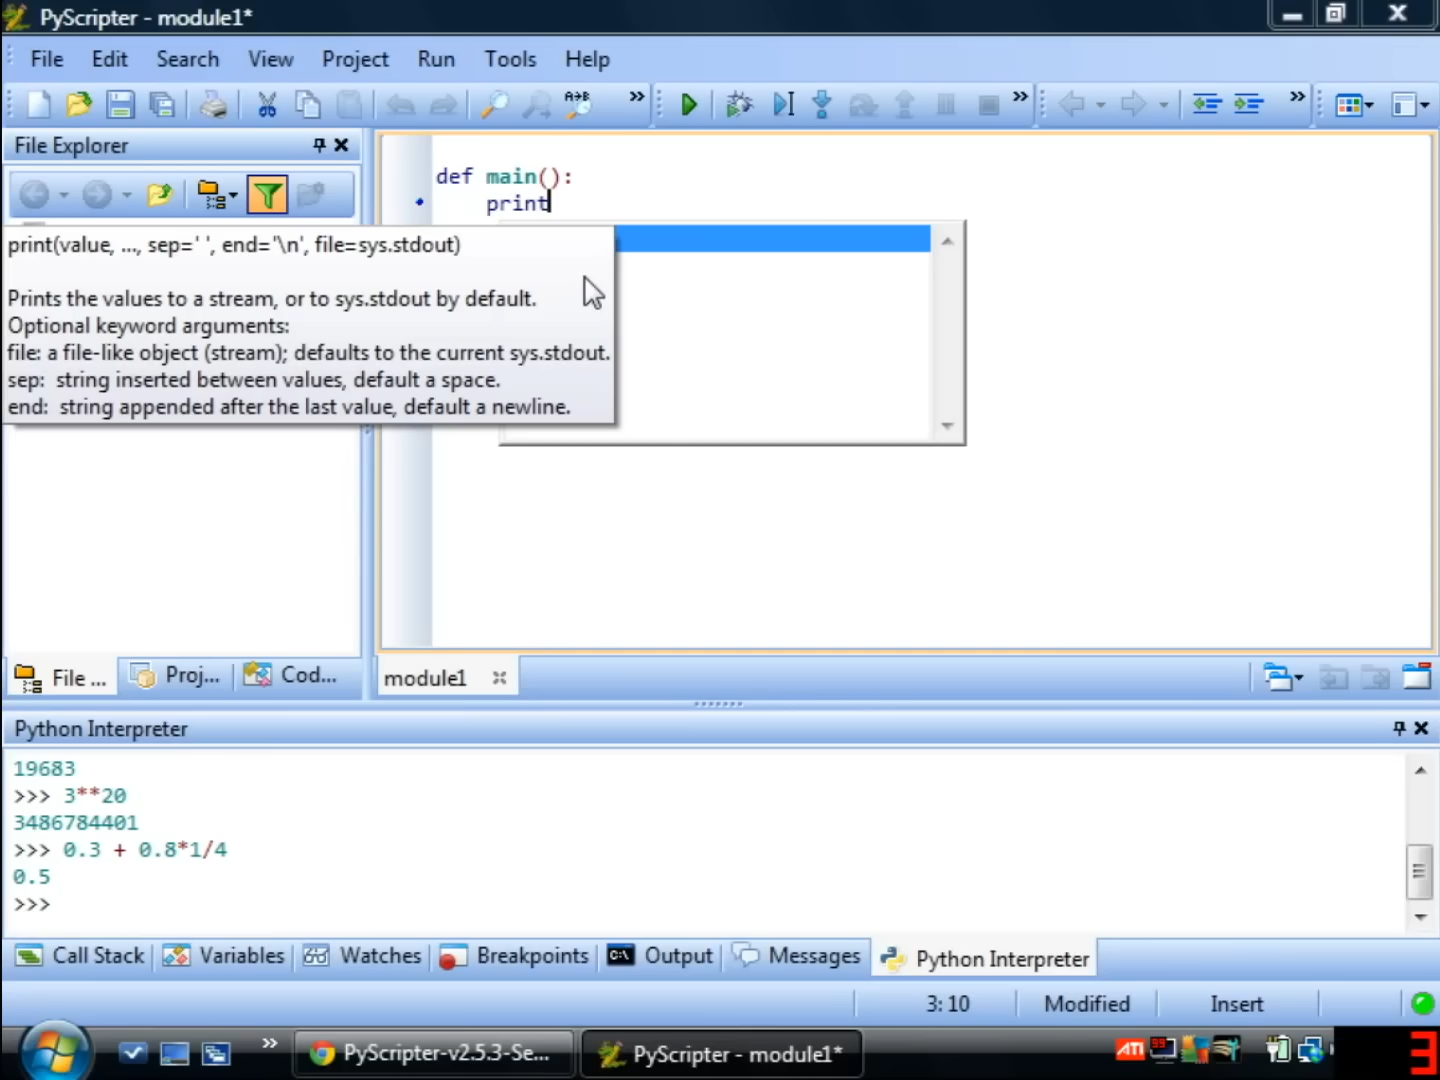 PyScripter - module1*
File Edit Search View Project Run Tools Help
A→B » » »
File Explorer
def main():
print
print(value, ..., sep=' ', end='\n', file=sys.stdout)
Prints the values to a stream, or to sys.stdout by default.
Optional keyword arguments:
file: a file-like object (stream); defaults to the current sys.stdout.
sep:  string inserted between values, default a space.
end:  string appended after the last value, default a newline.
File ... Proj... Cod... module1
Python Interpreter
19683
>>> 3**20
3486784401
>>> 0.3 + 0.8*1/4
0.5
>>>
Call Stack Variables Watches Breakpoints Output Messages Python Interpreter
3: 10 Modified Insert
» PyScripter-v2.5.3-Se... PyScripter - module1* ATI 99 3